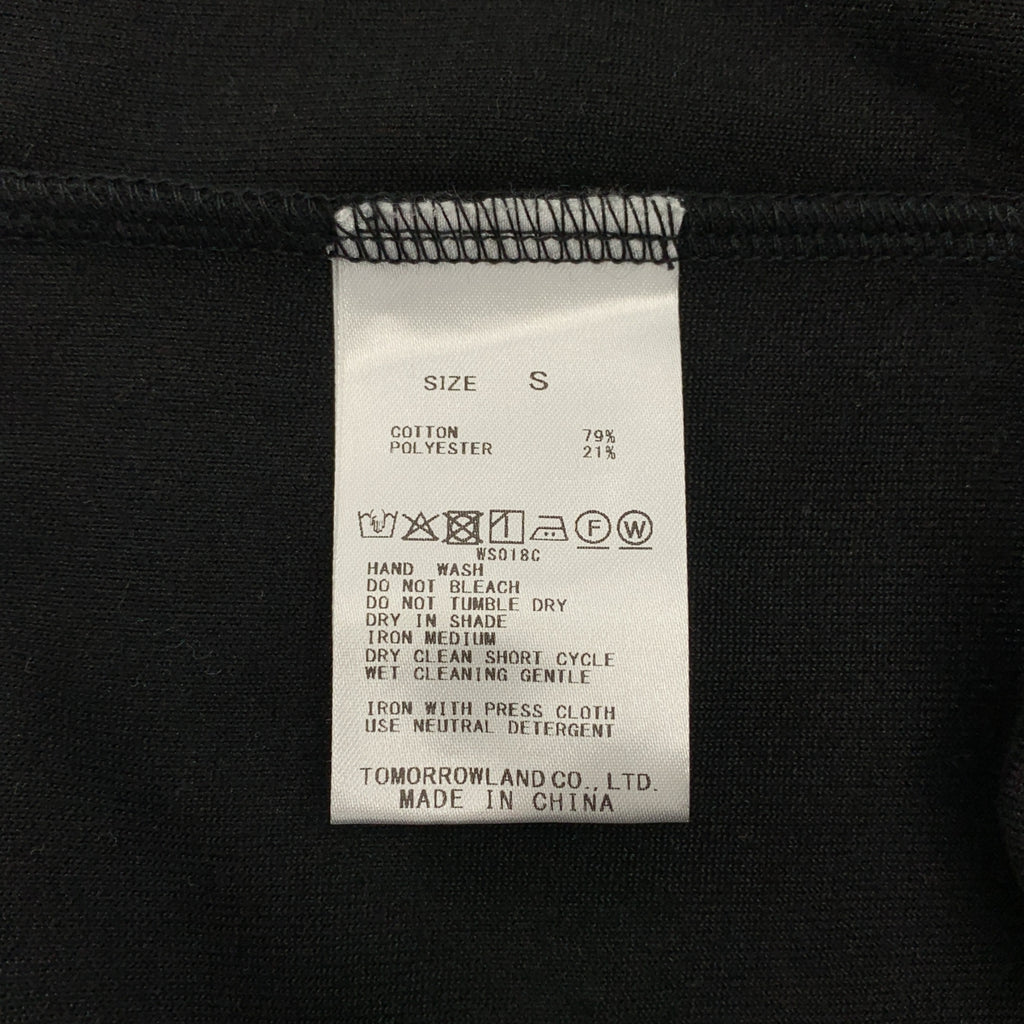 SIZE S
COTTON 79%
POLYESTER 21%
F W
WS018C
HAND WASH
DO NOT BLEACH
DO NOT TUMBLE DRY
DRY IN SHADE
IRON MEDIUM
DRY CLEAN SHORT CYCLE
WET CLEANING GENTLE
IRON WITH PRESS CLOTH
USE NEUTRAL DETERGENT
TOMORROWLAND CO., LTD.
MADE IN CHINA